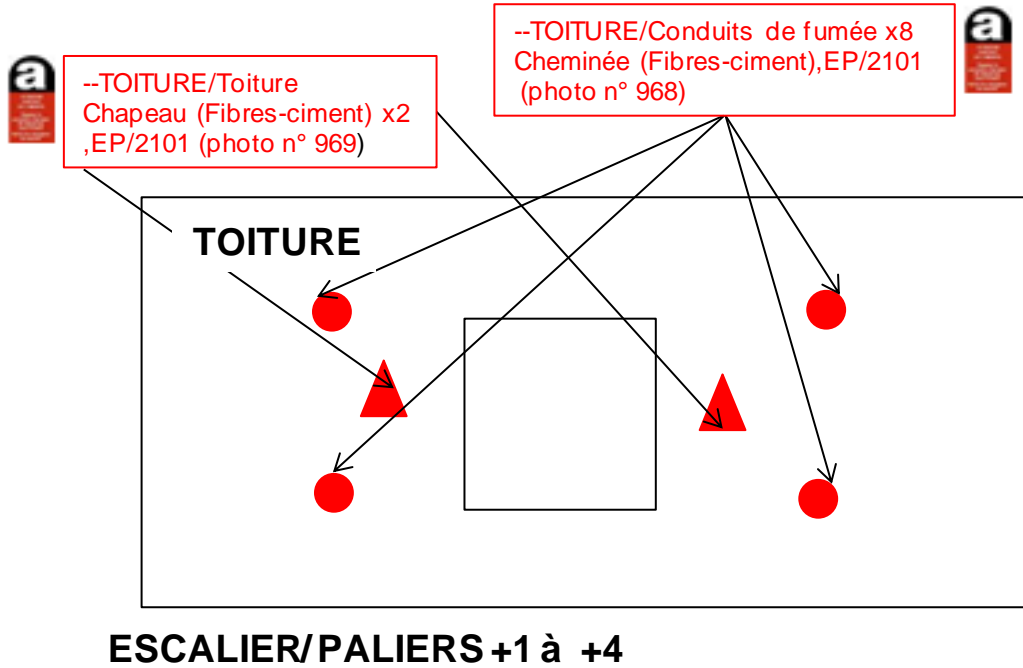 a
a
--TOITURE/Conduits de fumée x8
Cheminée (Fibres-ciment),EP/2101
(photo n° 968)
--TOITURE/Toiture
Chapeau (Fibres-ciment) x2
,EP/2101 (photo n° 969)
TOITURE
ESCALIER/PALIERS +1 à +4